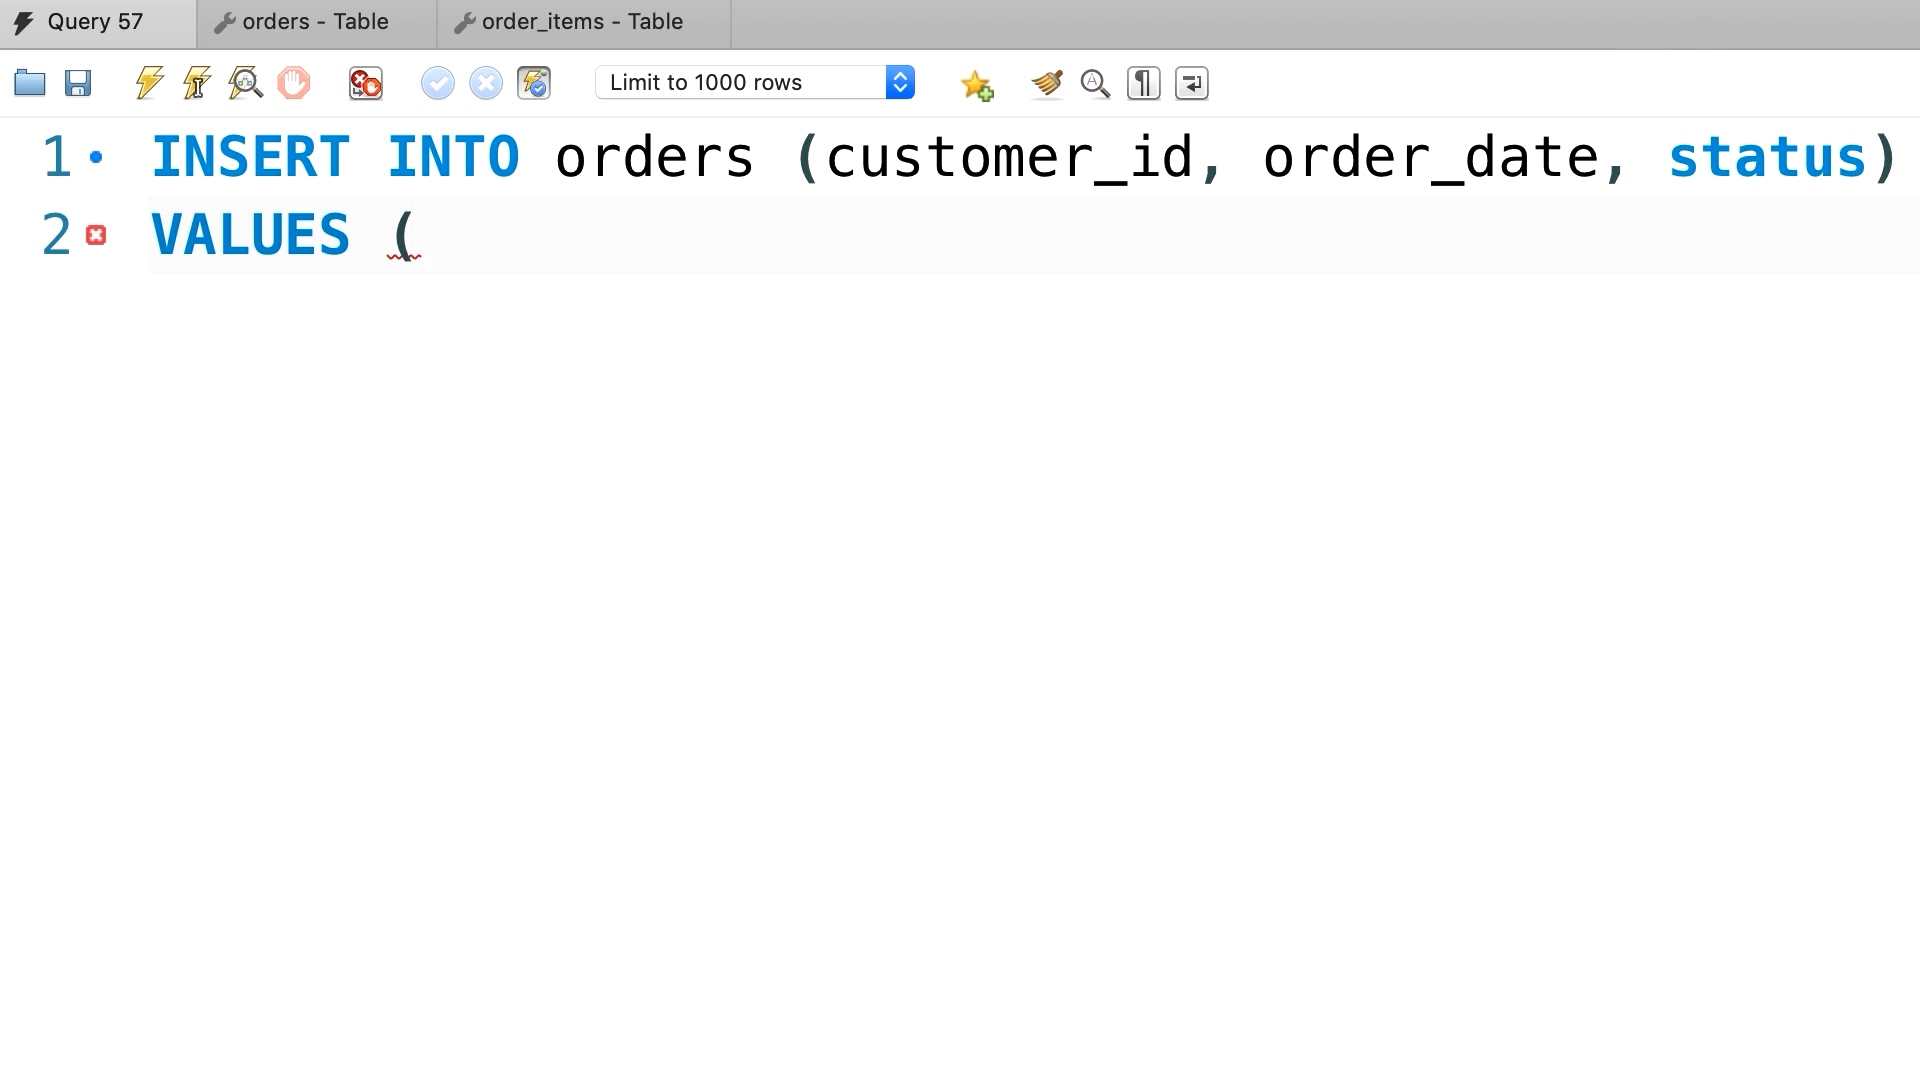 Query 57
orders - Table
order_items - Table
Limit to 1000 rows
1 INSERT INTO orders (customer_id, order_date, status)
2 VALUES (